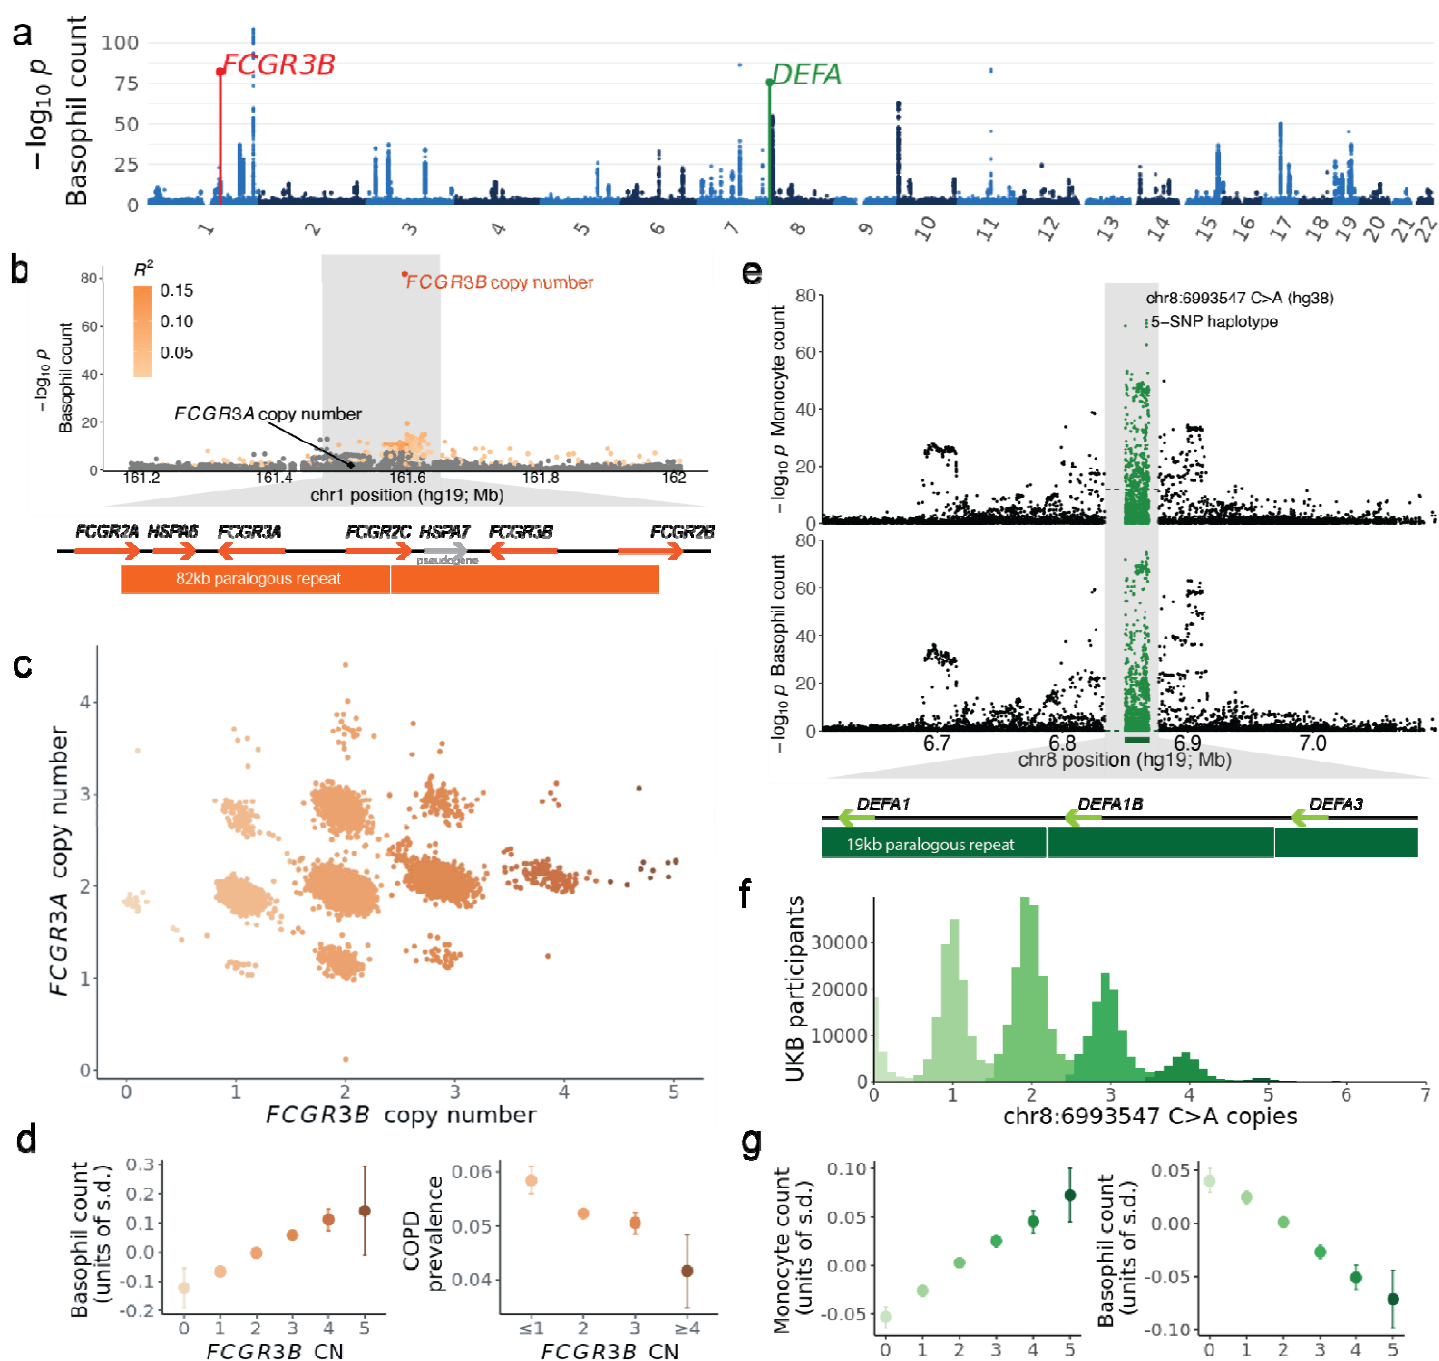 a
−log10 p
Basophil count
100
75
50
25
0
FCGR3B
DEFA
1 2 3 4 5 6 7 8 9 10 11 12 13 14 15 16 17 18 19 20 21 22
b
−log10 p
Basophil count
80
60
40
20
0
R2
0.15
0.10
0.05
FCGR3B copy number
FCGR3A copy number
161.2 161.4 161.6 161.8 162
chr1 position (hg19; Mb)
FCGR2A HSPA6 FCGR3A FCGR2C HSPA7 FCGR3B FCGR2B
pseudogene
82kb paralogous repeat
c
FCGR3A copy number
4
3
2
1
0
0 1 2 3 4 5
FCGR3B copy number
d
Basophil count
(units of s.d.)
0.3
0.2
0.1
0.0
-0.1
-0.2
0 1 2 3 4 5
FCGR3B CN
COPD
prevalence
0.06
0.05
0.04
≤1 2 3 ≥4
FCGR3B CN
e
−log10 p Monocyte count
80
60
40
20
0
chr8:6993547 C>A (hg38)
5−SNP haplotype
−log10 p Basophil count
80
60
40
20
0
6.7 6.8 6.9 7.0
chr8 position (hg19; Mb)
DEFA1 DEFA1B DEFA3
19kb paralogous repeat
f
UKB participants
30000
20000
10000
0
0 1 2 3 4 5 6 7
chr8:6993547 C>A copies
g
Monocyte count
(units of s.d.)
0.10
0.05
0.00
-0.05
0 1 2 3 4 5
Basophil count
(units of s.d.)
0.05
0.00
-0.05
-0.10
0 1 2 3 4 5